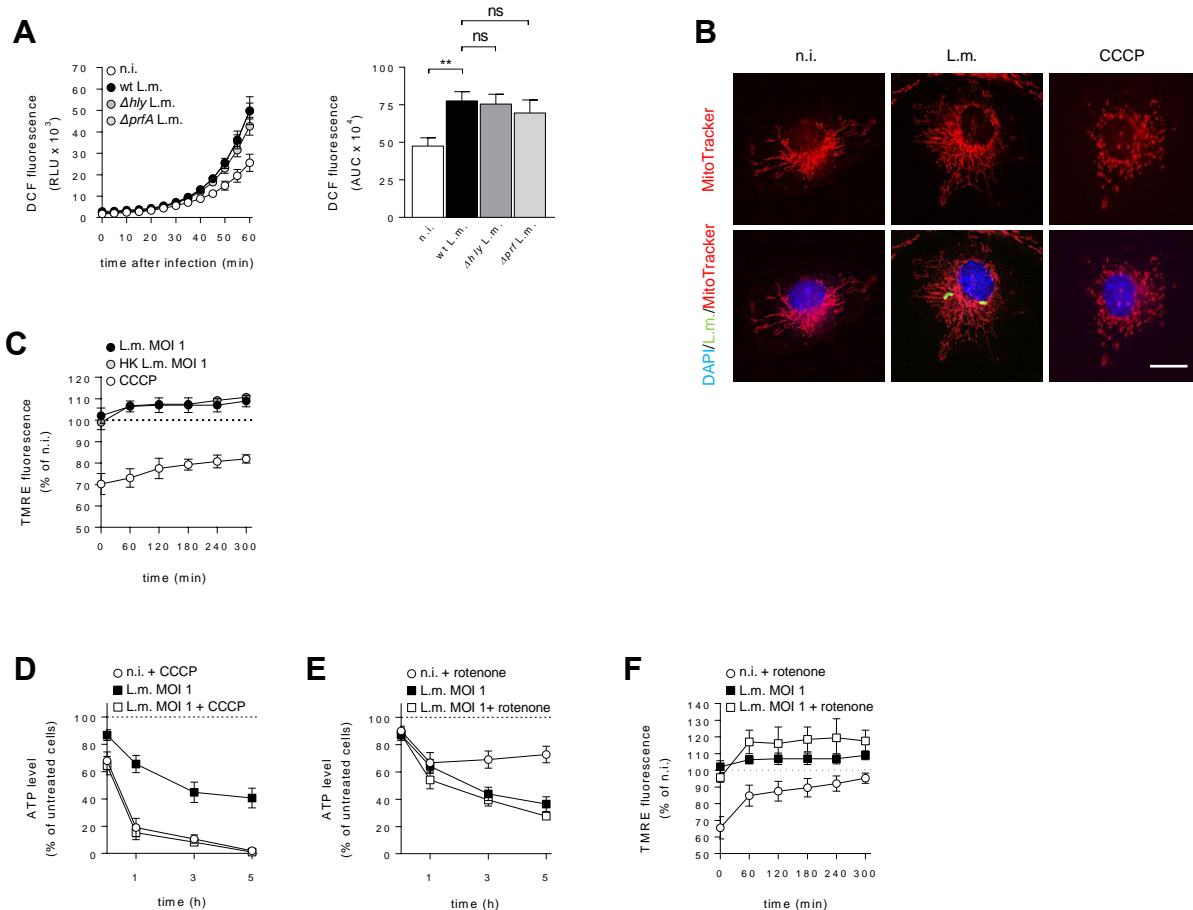 A
n.i.
wt L.m.
Δhly L.m.
ΔprfA L.m.
DCF fluorescence
(RLU x 10³)
70
60
50
40
30
20
10
0
0 10 20 30 40 50 60
time after infection (min)
ns
ns
**
DCF fluorescence
(AUC x 10⁴)
100
75
50
25
0
n.i.
wt L.m.
Δhly L.m.
Δprf L.m.
B
n.i. L.m. CCCP
MitoTracker
MitoTracker
DAPI/L.m./MitoTracker
C
L.m. MOI 1
HK L.m. MOI 1
CCCP
TMRE fluorescence
(% of n.i.)
110
100
90
80
70
60
50
0 60 120 180 240 300
time (min)
D
n.i. + CCCP
L.m. MOI 1
L.m. MOI 1 + CCCP
ATP level
(% of untreated cells)
100
80
60
40
20
0
1 3 5
time (h)
E
n.i. + rotenone
L.m. MOI 1
L.m. MOI 1+ rotenone
ATP level
(% of untreated cells)
100
80
60
40
20
0
1 3 5
time (h)
F
n.i. + rotenone
L.m. MOI 1
L.m. MOI 1 + rotenone
TMRE fluorescence
(% of n.i.)
140
130
120
110
100
90
80
70
60
50
0 60 120 180 240 300
time (min)